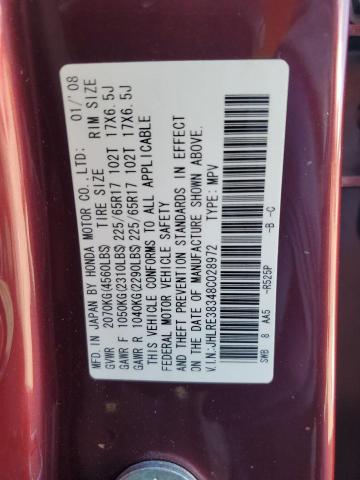 MFD. IN JAPAN BY HONDA MOTOR CO., LTD: 01/'08
GVWR 2070KG(4560LBS) TIRE SIZE RIM SIZE
GAWR F 1050KG(2310LBS) 225/65R17 102T 17X6.5J
GAWR R 1040KG(2290LBS) 225/65R17 102T 17X6.5J
THIS VEHICLE CONFORMS TO ALL APPLICABLE
FEDERAL MOTOR VEHICLE SAFETY
AND THEFT PREVENTION STANDARDS IN EFFECT
ON THE DATE OF MANUFACTURE SHOWN ABOVE.
V.I.N:JHLRE38348C028972 TYPE: MPV
SWB 8 AA5 -R525P -B -C